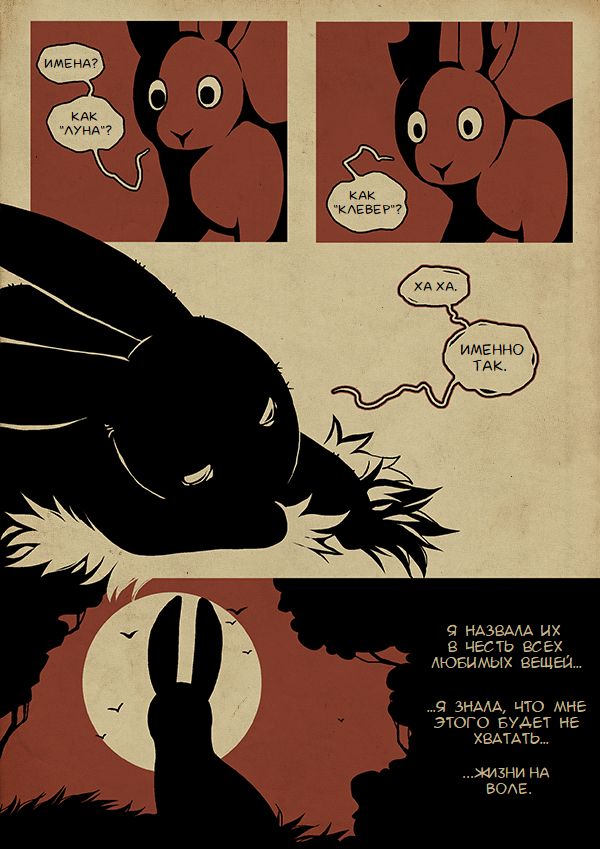 ИМЕНА?
КАК
"ЛУНА"?
КАК
"КЛЕВЕР"?
ХА ХА.
ИМЕННО
ТАК.
Я НАЗВАЛА ИХ
В ЧЕСТЬ ВСЕХ
ЛЮБИМЫХ ВЕЩЕЙ...
...Я ЗНАЛА, ЧТО МНЕ
ЭТОГО БУДЕТ НЕ
ХВАТАТЬ...
...ЖИЗНИ НА
ВОЛЕ.